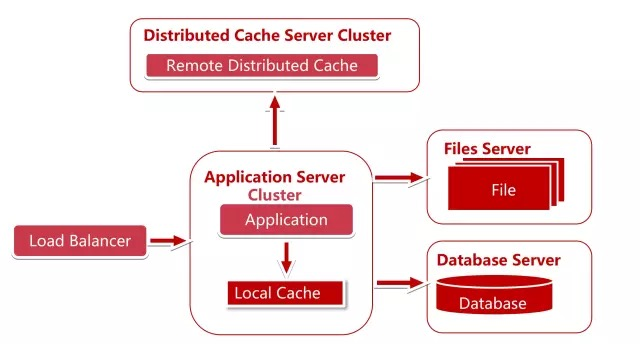 Distributed Cache Server Cluster
Remote Distributed Cache
Application Server
Cluster
Application
Local Cache
Load Balancer
Files Server
File
Database Server
Database